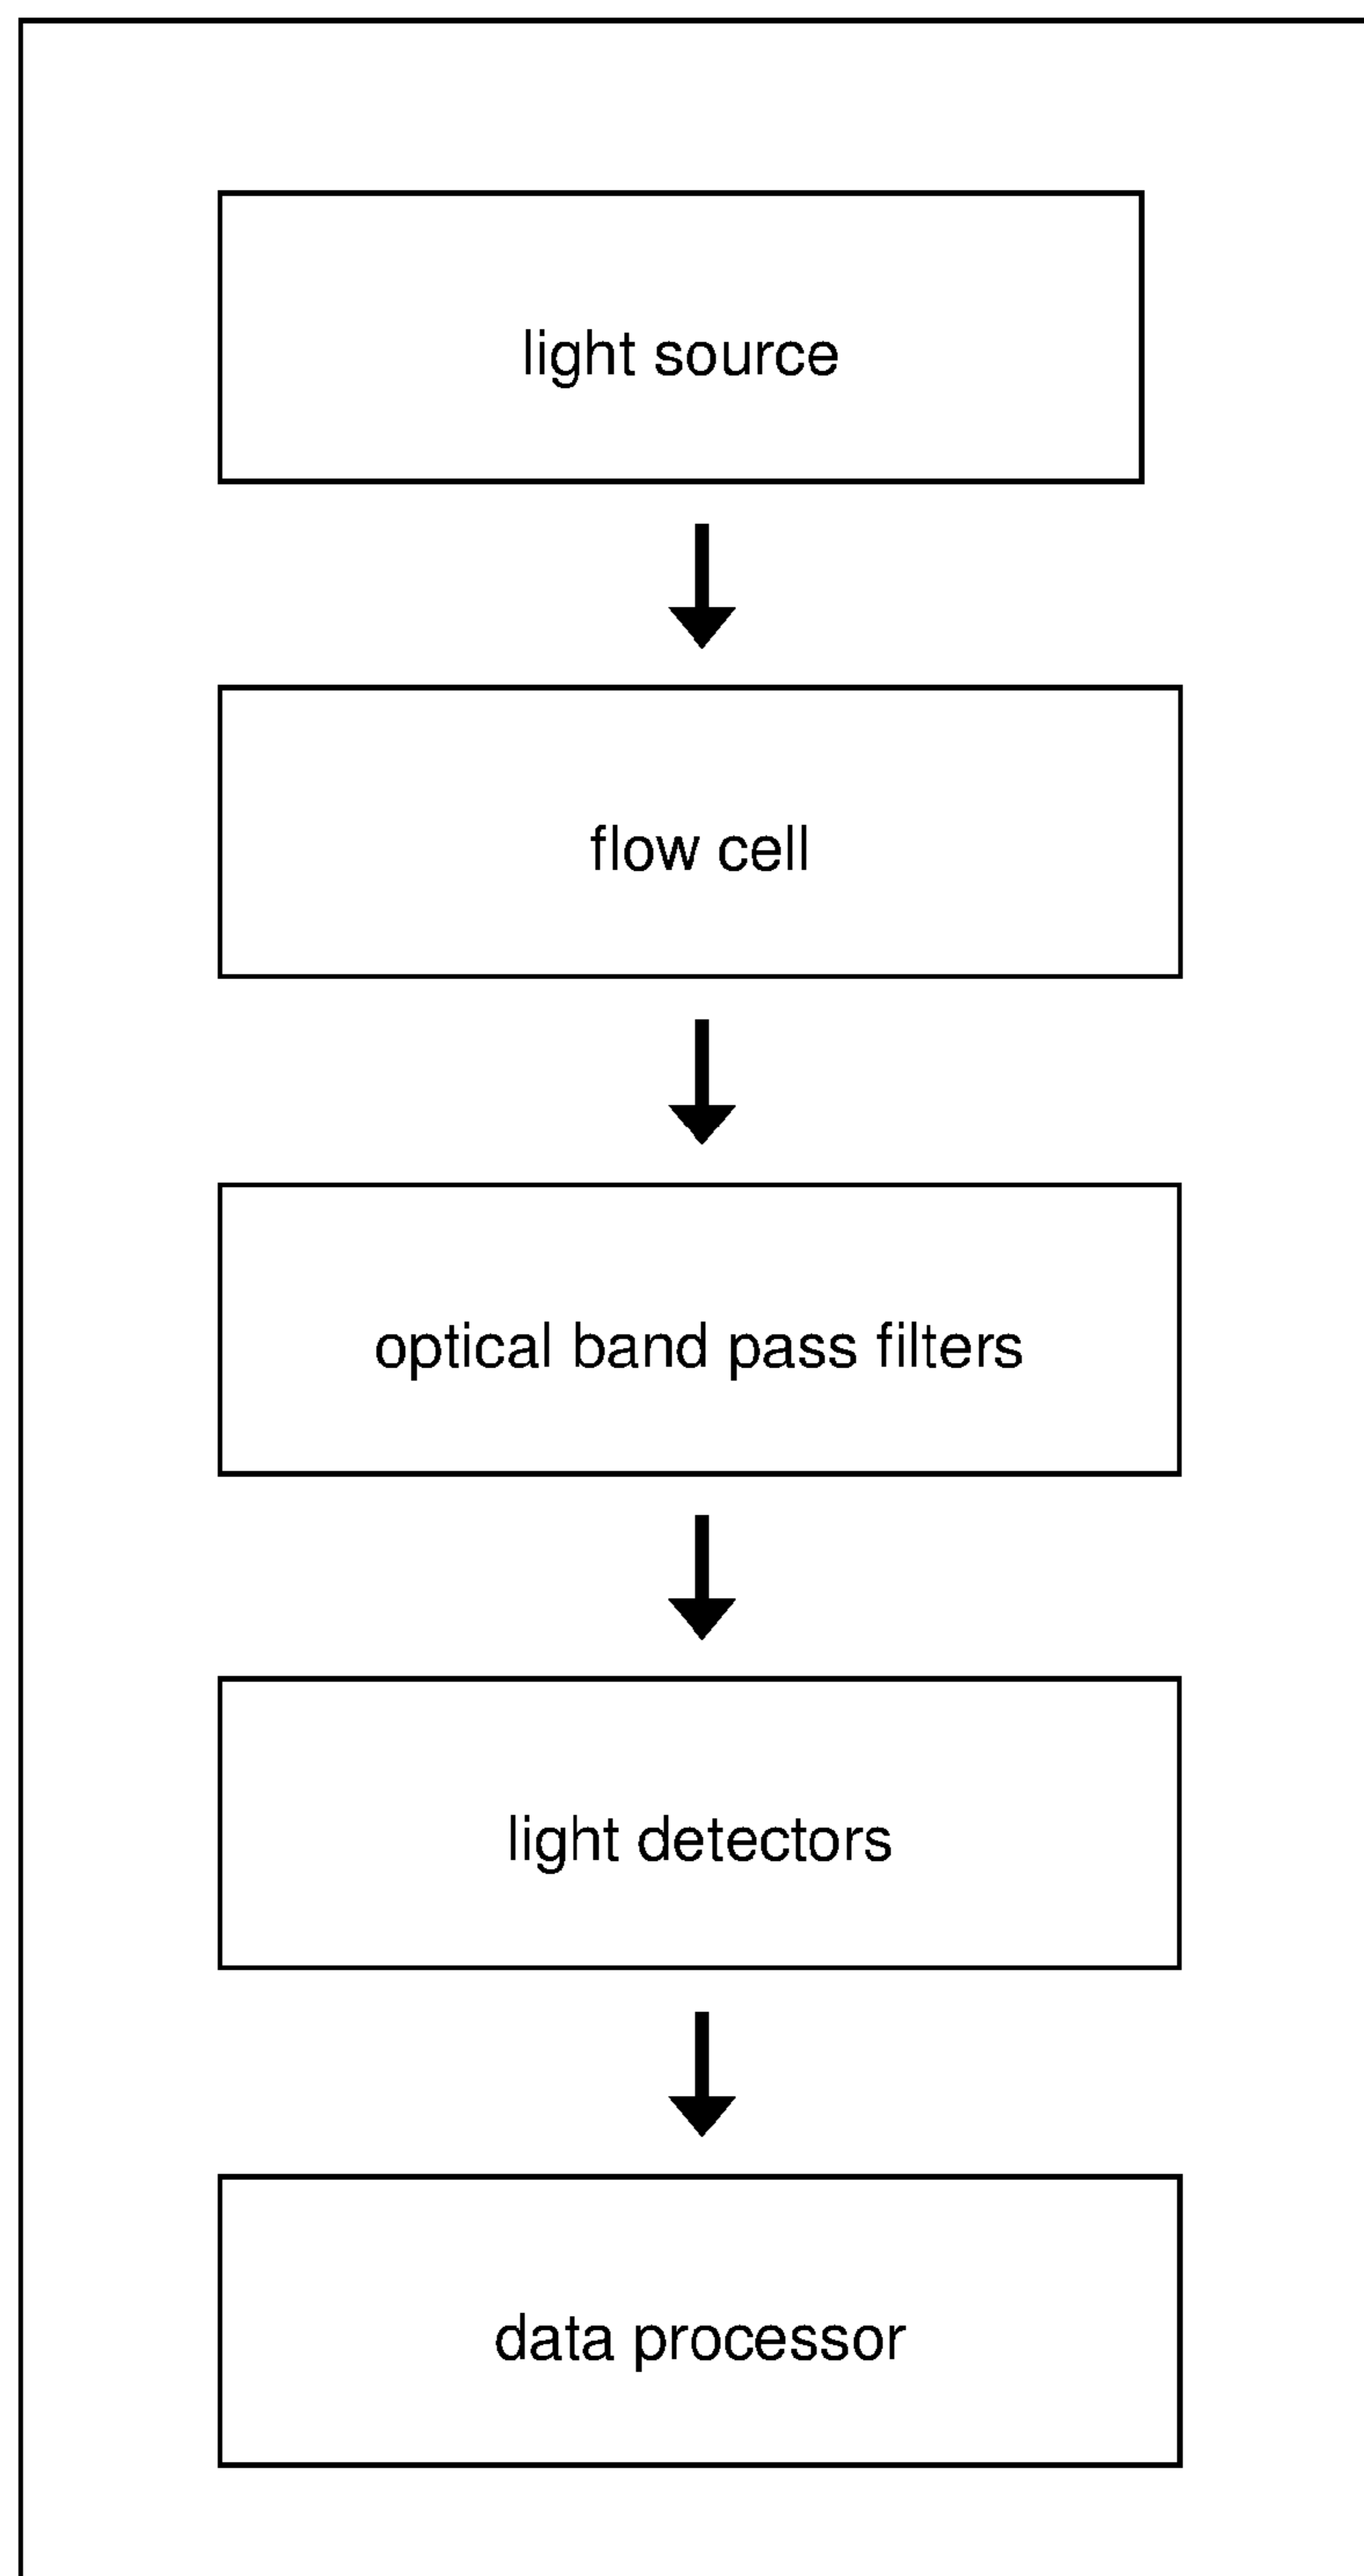 light source
flow cell
optical band pass filters
light detectors
data processor